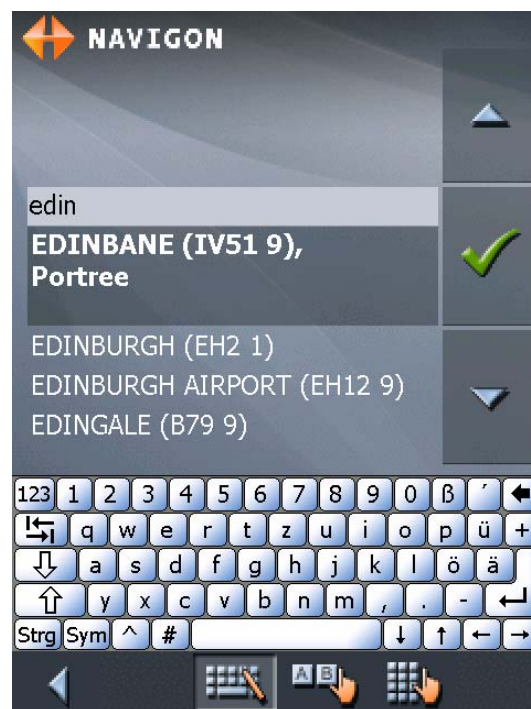 NAVIGON
edin
EDINBANE (IV51 9),
Portree
EDINBURGH (EH2 1)
EDINBURGH AIRPORT (EH12 9)
EDINGALE (B79 9)
123 1 2 3 4 5 6 7 8 9 0 ß ´
q w e r t z u i o p ü +
a s d f g h j k l ö ä
y x c v b n m , . -
Strg Sym ^ #
A B